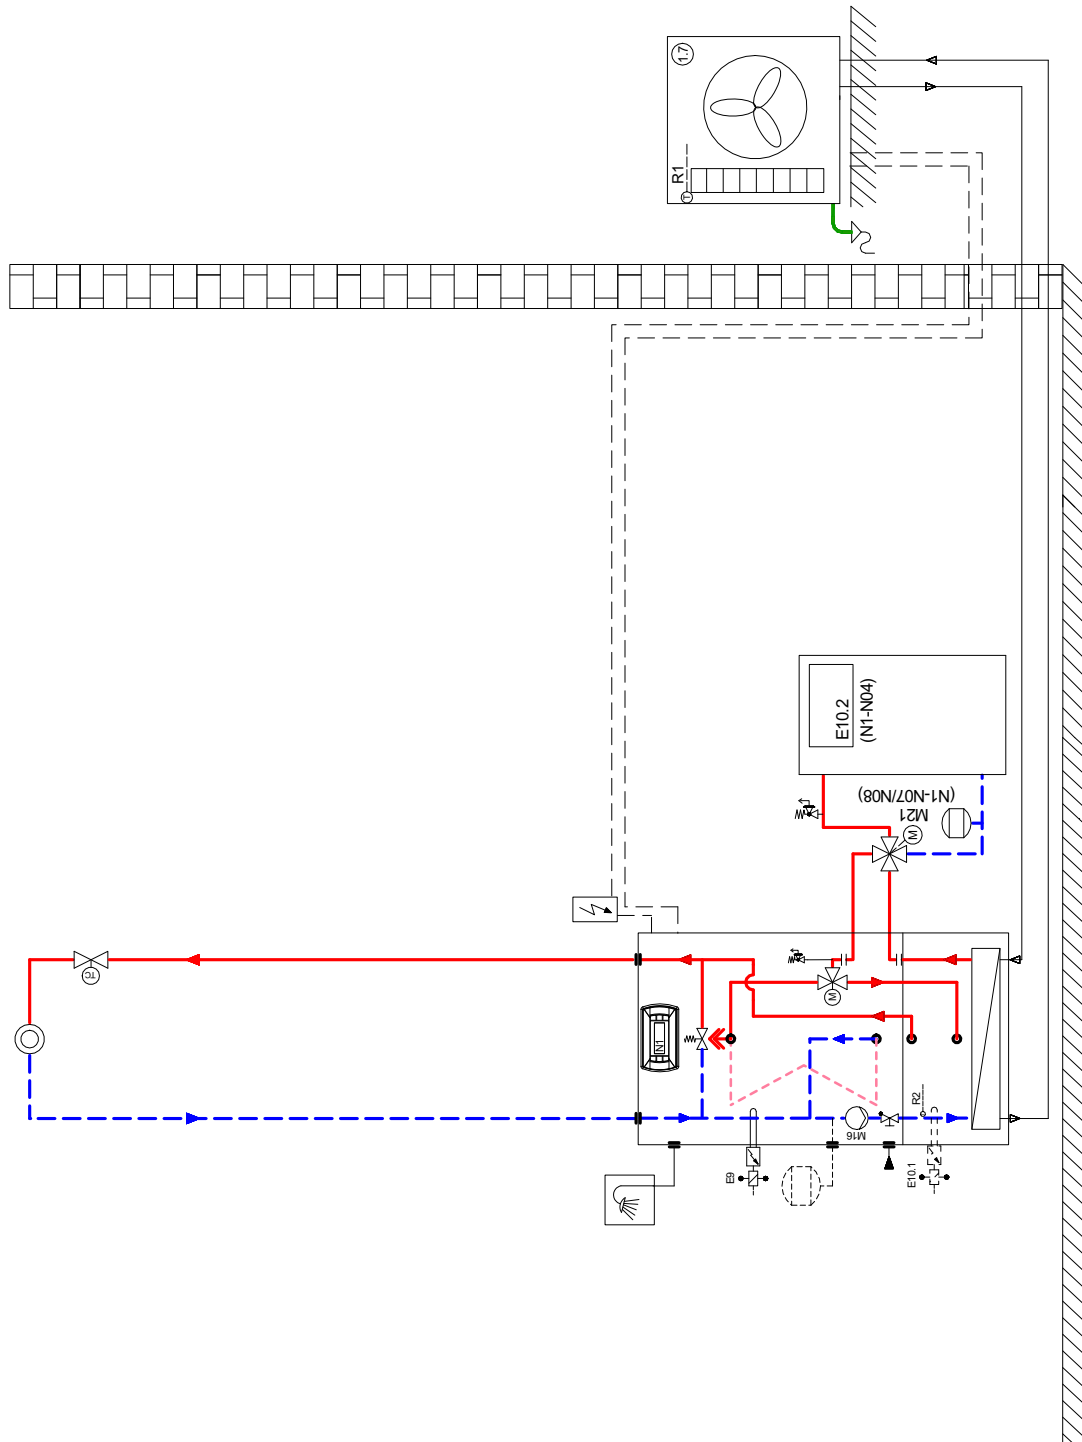 1.7
R1
T
E10.2
(N1-N04)
M21
(N1-N07/N08)
M
TC
M
N1
M16
R2
E9
E10.1